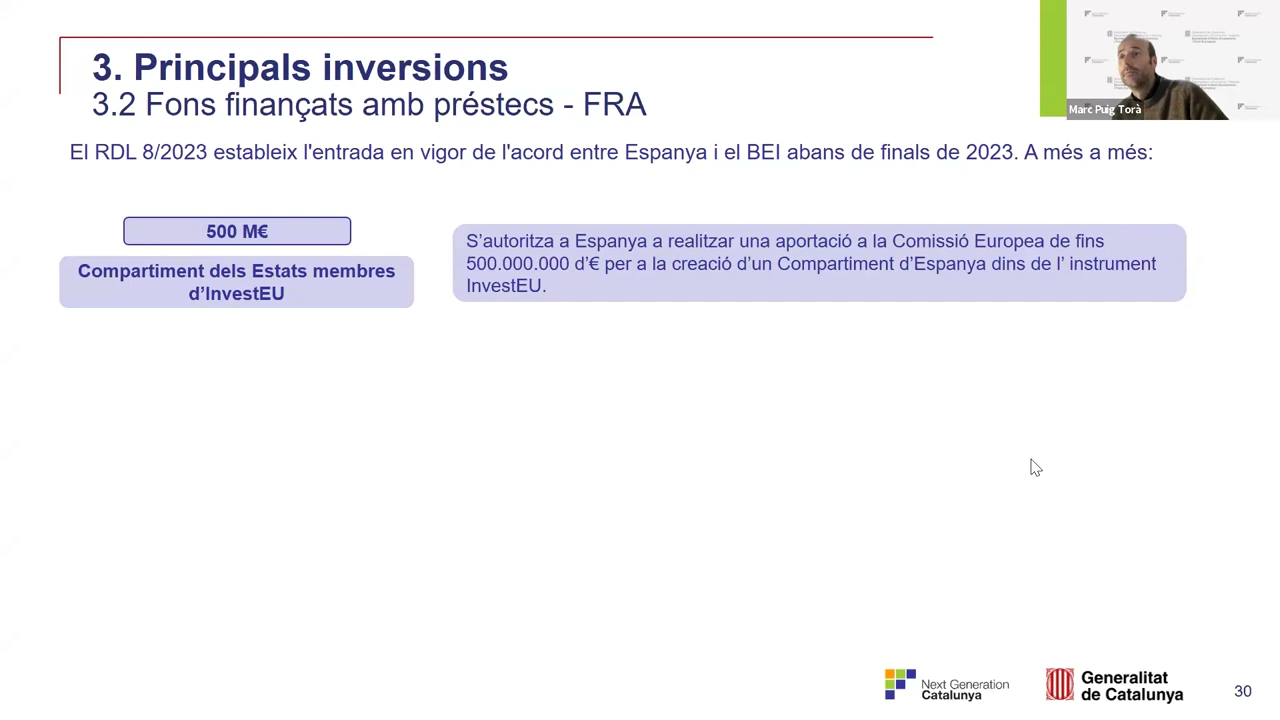 3. Principals inversions
3.2 Fons finançats amb préstecs - FRA
Marc Puig Torà
El RDL 8/2023 estableix l'entrada en vigor de l'acord entre Espanya i el BEI abans de finals de 2023. A més a més:
500 M€
Compartiment dels Estats membres
d’InvestEU
S’autoritza a Espanya a realitzar una aportació a la Comissió Europea de fins
500.000.000 d’€ per a la creació d’un Compartiment d’Espanya dins de l’ instrument
InvestEU.
Next Generation
Catalunya
Generalitat
de Catalunya
30